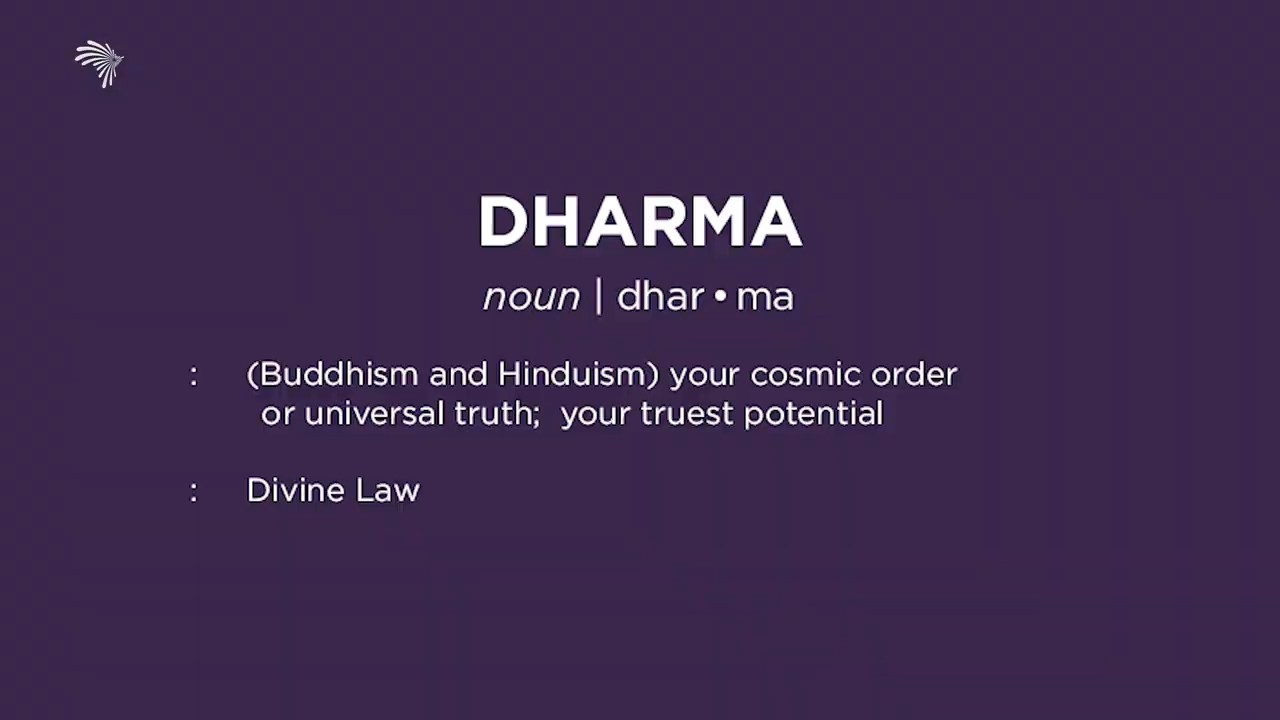 DHARMA
noun | dhar • ma
: (Buddhism and Hinduism) your cosmic order
or universal truth; your truest potential
: Divine Law